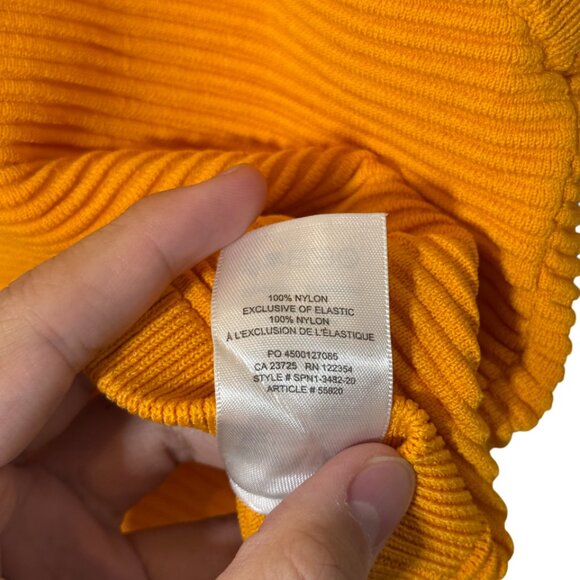 100% NYLON
EXCLUSIVE OF ELASTIC
100% NYLON
À L'EXCLUSION DE L'ÉLASTIQUE
PO 4500127085
CA 23725 RN 122354
STYLE # SPN1-3482-20
ARTICLE # 55820